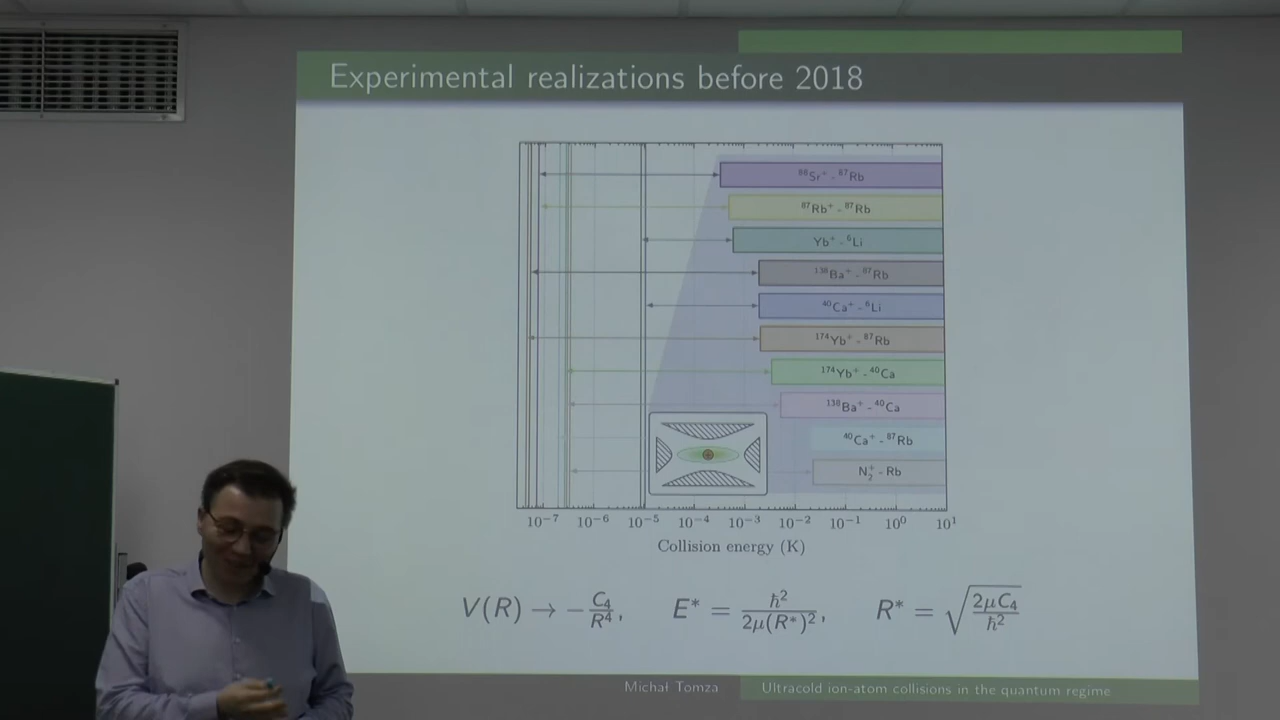 Experimental realizations before 2018
⁸⁸Sr⁺ - ⁸⁷Rb
⁸⁷Rb⁺ - ⁸⁷Rb
Yb⁺ - ⁶Li
¹³⁸Ba⁺ - ⁸⁷Rb
⁴⁰Ca⁺ - ⁶Li
¹⁷⁴Yb⁺ - ⁸⁷Rb
¹⁷⁴Yb⁺ - ⁴⁰Ca
¹³⁸Ba⁺ - ⁴⁰Ca
⁴⁰Ca⁺ - ⁸⁷Rb
N₂⁺ - Rb
10⁻⁷ 10⁻⁶ 10⁻⁵ 10⁻⁴ 10⁻³ 10⁻² 10⁻¹ 10⁰ 10¹
Collision energy (K)
V(R) → −C₄/R⁴, E* = ℏ²/2μ(R*)², R* = √(2μC₄/ℏ²)
Michał Tomza Ultracold ion-atom collisions in the quantum regime